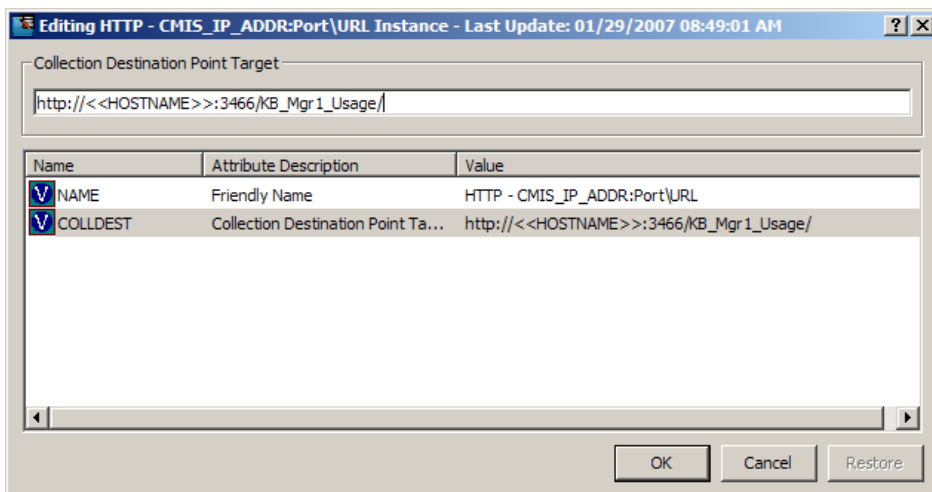 Editing HTTP - CMIS_IP_ADDR:Port\URL Instance - Last Update: 01/29/2007 08:49:01 AM
Collection Destination Point Target
http://<<HOSTNAME>>:3466/KB_Mgr1_Usage/
Name Attribute Description Value
V NAME Friendly Name HTTP - CMIS_IP_ADDR:Port\URL
V COLLDEST Collection Destination Point Ta... http://<<HOSTNAME>>:3466/KB_Mgr1_Usage/
OK Cancel Restore